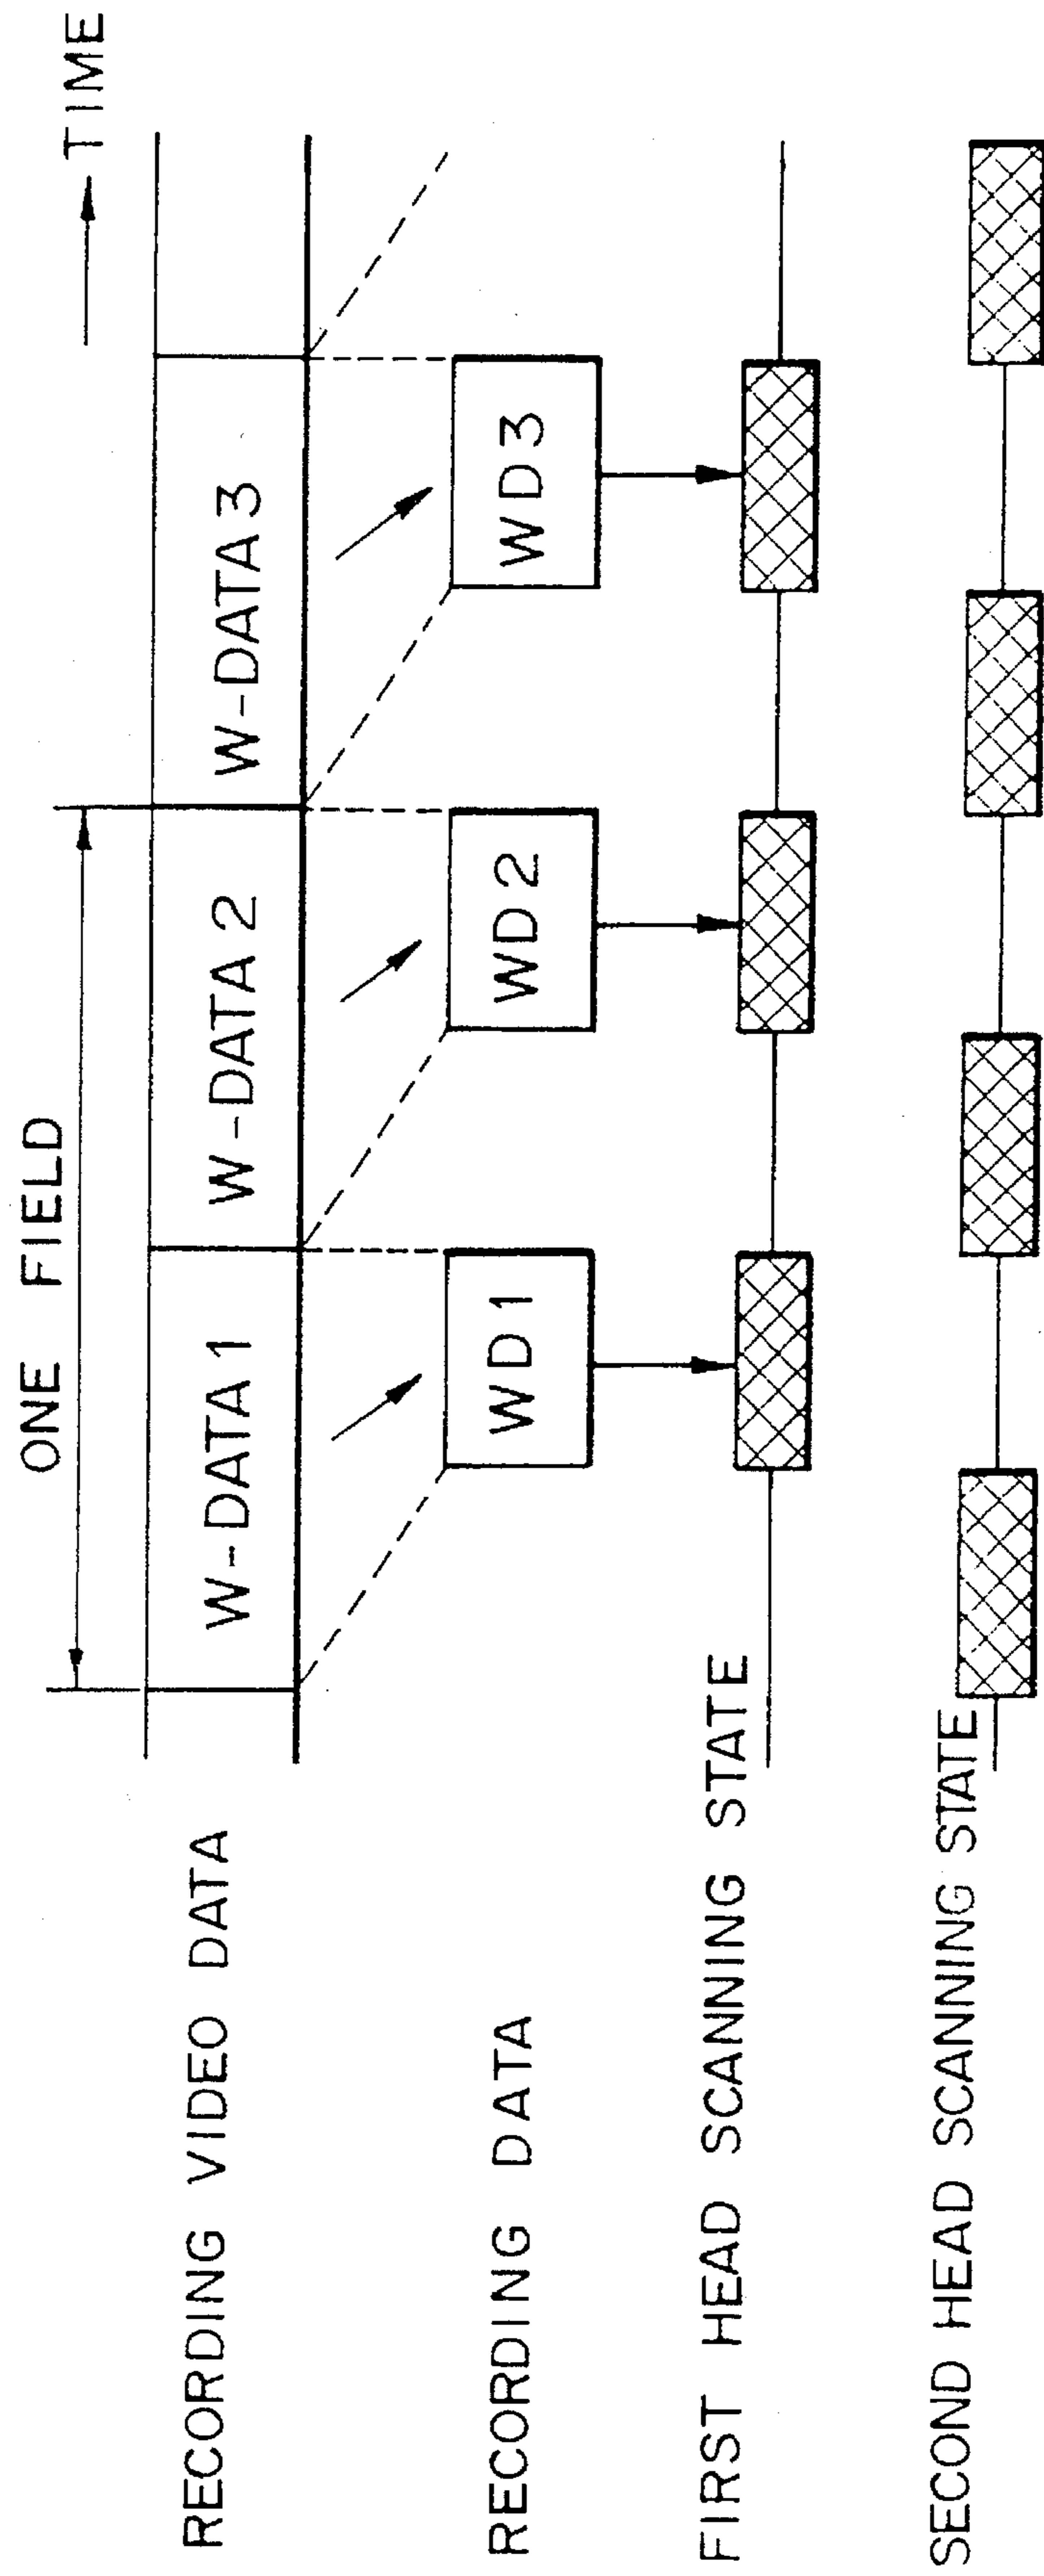 ONE FIELD
TIME
RECORDING VIDEO DATA
W-DATA 1
W-DATA 2
W-DATA 3
RECORDING DATA
WD1
WD2
WD3
FIRST HEAD SCANNING STATE
SECOND HEAD SCANNING STATE